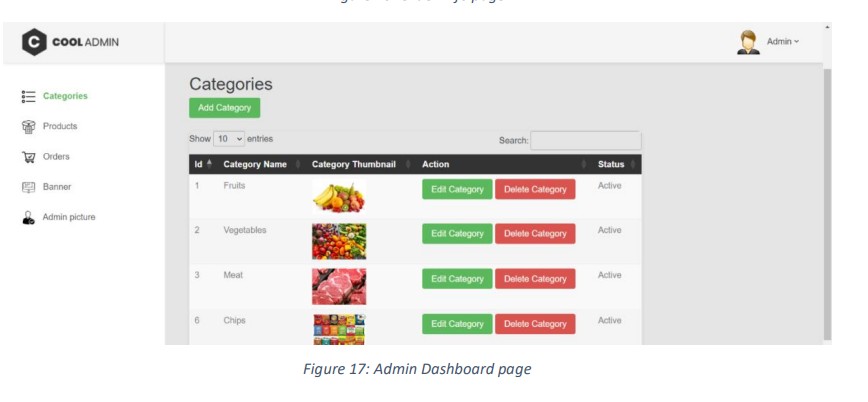 C COOL ADMIN
Admin
Categories
Products
Orders
Banner
Admin picture
Categories
Add Category
Show 10 entries
Search:
Id Category Name Category Thumbnail Action Status
1 Fruits Edit Category Delete Category Active
2 Vegetables Edit Category Delete Category Active
3 Meat Edit Category Delete Category Active
6 Chips Edit Category Delete Category Active
Figure 17: Admin Dashboard page